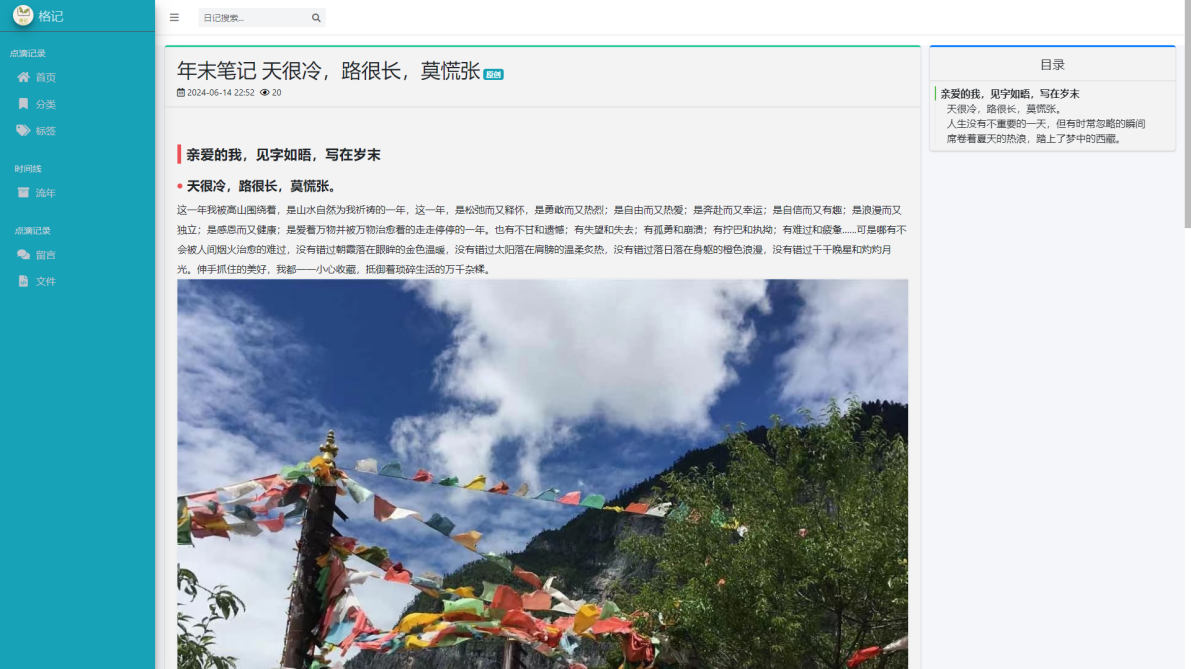 格记
点滴记录
首页
分类
标签
时间线
流年
点滴记录
留言
文件
日记搜索...
年末笔记 天很冷，路很长，莫慌张 原创
2024-06-14 22:52 20
亲爱的我，见字如晤，写在岁末
天很冷，路很长，莫慌张。
这一年我被高山围绕着，是山水自然为我祈祷的一年，这一年，是松弛而又释怀，是勇敢而又热烈；是自由而又热爱；是奔赴而又幸运；是自信而又有趣；是浪漫而又
独立；是感恩而又健康；是爱着万物并被万物治愈着的走走停停的一年。也有不甘和遗憾；有失望和失去；有孤勇和崩溃；有拧巴和执拗；有难过和疲惫......可是哪有不
会被人间烟火治愈的难过，没有错过朝霞落在眼眸的金色温暖，没有错过太阳落在肩膀的温柔炙热，没有错过落日落在身躯的橙色浪漫，没有错过千千晚星和灼灼月
光。伸手抓住的美好，我都一一小心收藏，抵御着琐碎生活的万千杂糅。
目录
亲爱的我，见字如晤，写在岁末
天很冷，路很长，莫慌张。
人生没有不重要的一天，但有时常忽略的瞬间
席卷着夏天的热浪，踏上了梦中的西藏。